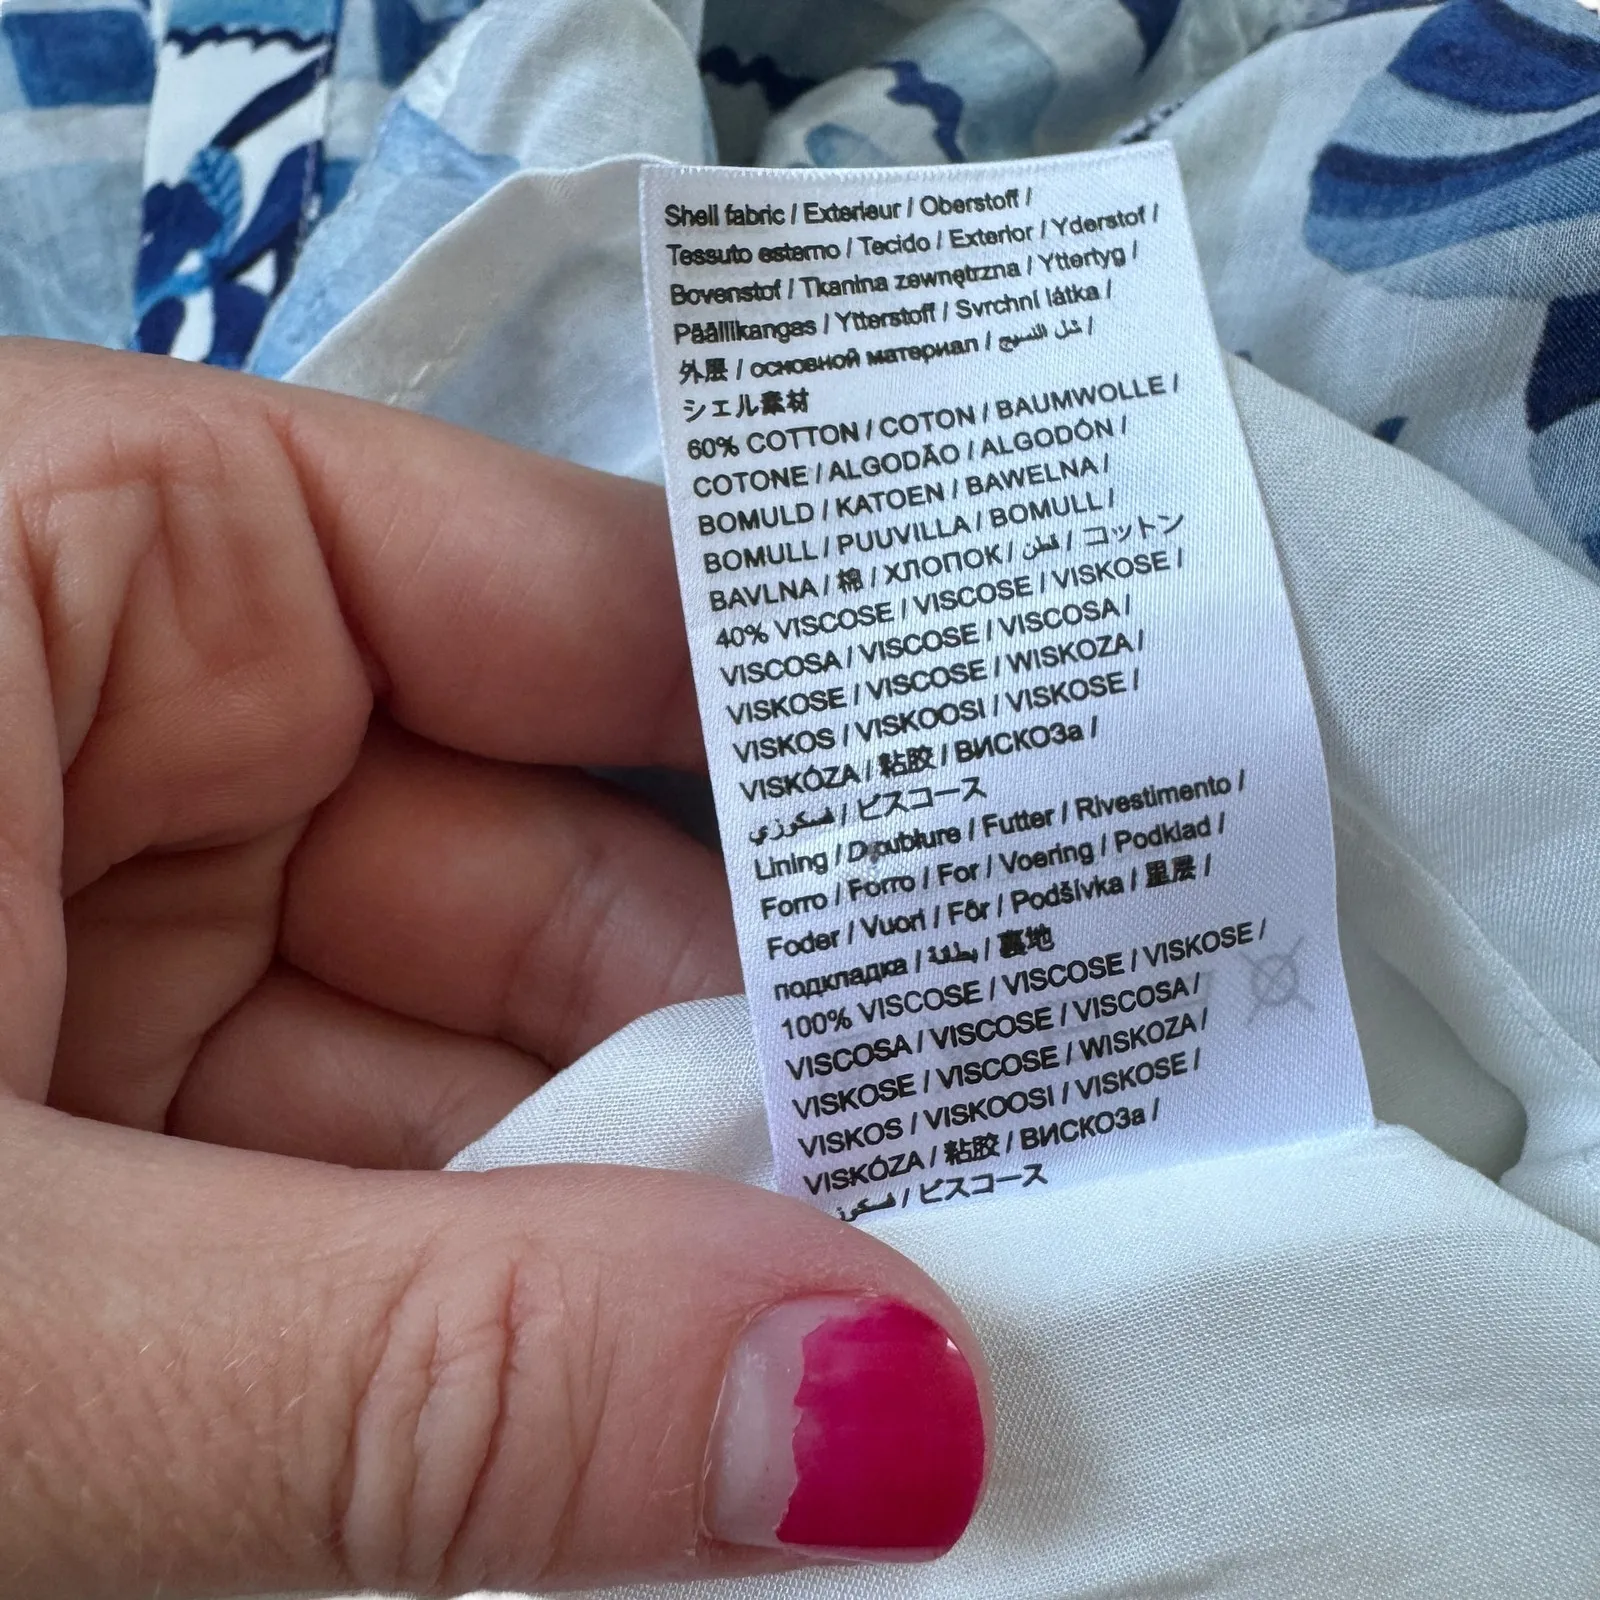 Shell fabric / Exterieur / Oberstoff /
Tessuto esterno / Tecido / Exterior / Yderstof /
Bovenstof / Tkanina zewnętrzna / Yttertyg /
Päällikangas / Ytterstoff / Svrchní látka /
外层 / основной материал /
シェル素材
60% COTTON / COTON / BAUMWOLLE /
COTONE / ALGODÃO / ALGODÓN /
BOMULD / KATOEN / BAWELNA /
BOMULL / PUUVILLA / BOMULL /
BAVLNA / 棉 / ХЛОПОК / قطن / コットン
40% VISCOSE / VISCOSE / VISKOSE /
VISCOSA / VISCOSE / VISCOSA /
VISKOSE / VISCOSE / WISKOZA /
VISKOS / VISKOOSI / VISKOSE /
VISKÓZA / 粘胶 / ВИСКОЗа /
فسكوزي / ビスコース
Lining / Doublure / Futter / Rivestimento /
Forro / Forro / For / Voering / Podklad /
Foder / Vuori / Fôr / Podšívka / 里层 /
подкладка / بطانة / 裏地
100% VISCOSE / VISCOSE / VISKOSE /
VISCOSA / VISCOSE / VISCOSA /
VISKOSE / VISCOSE / WISKOZA /
VISKOS / VISKOOSI / VISKOSE /
VISKÓZA / 粘胶 / ВИСКОЗа /
/ ビスコース